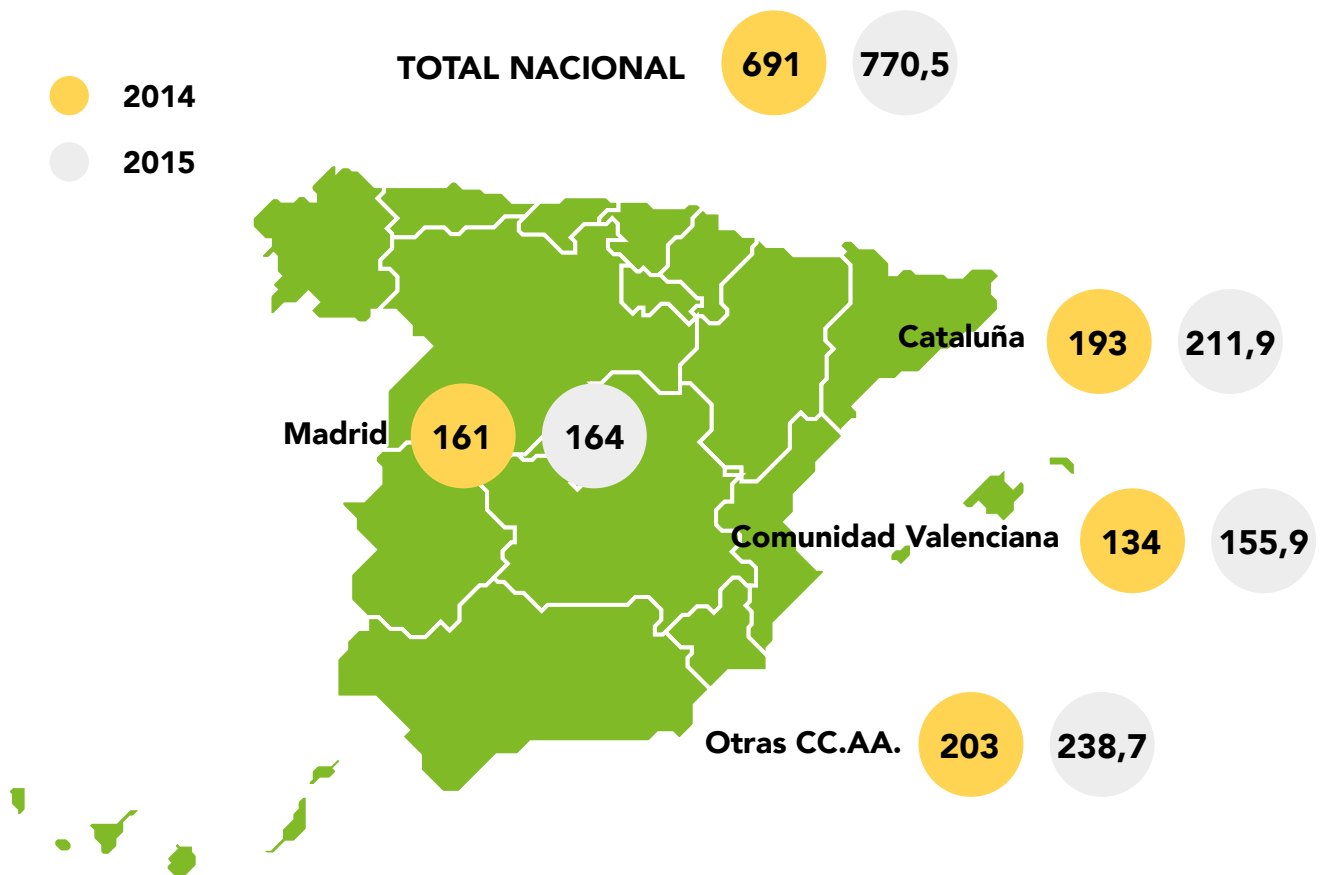 TOTAL NACIONAL 691 770,5
2014
2015
Cataluña 193 211,9
Madrid 161 164
Comunidad Valenciana 134 155,9
Otras CC.AA. 203 238,7